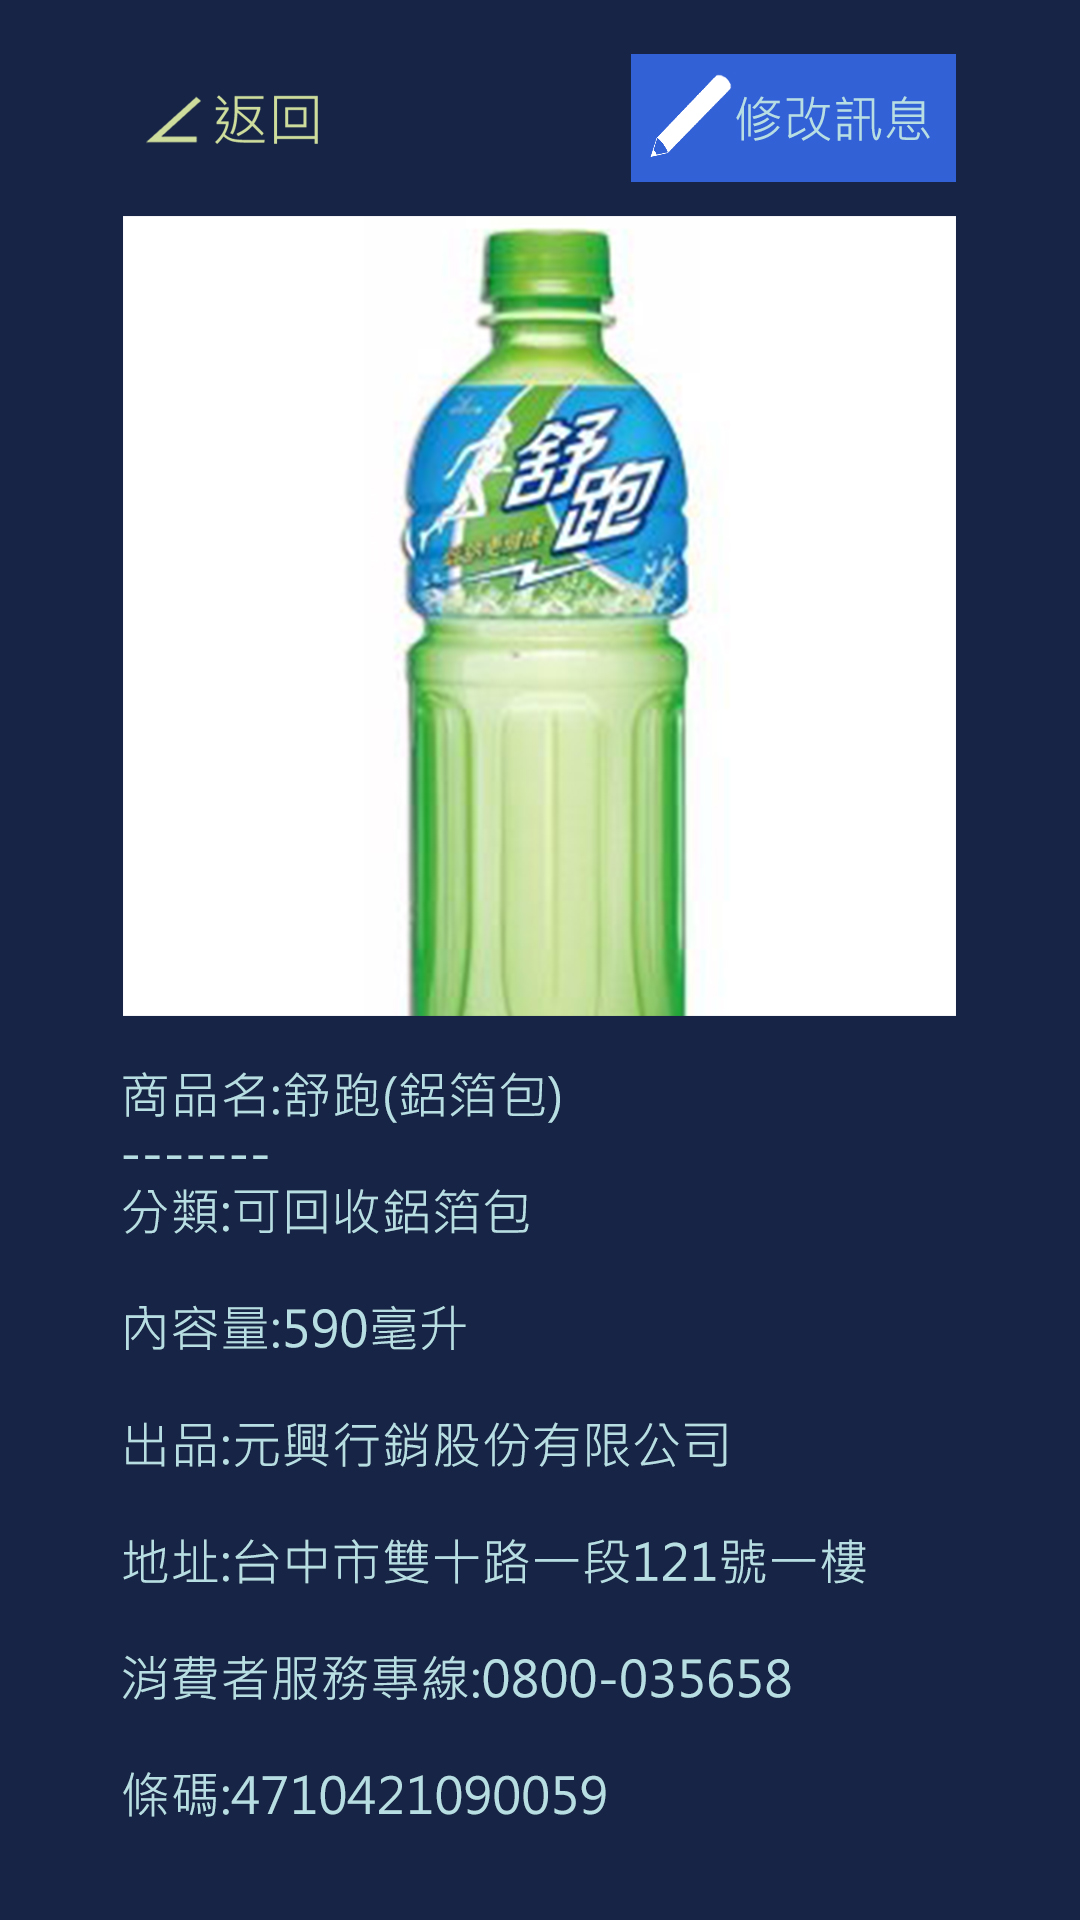 返回
修改訊息
舒
跑
商品名:舒跑(鋁箔包)
-------
分類:可回收鋁箔包
內容量:590毫升
出品:元興行銷股份有限公司
地址:台中市雙十路一段121號一樓
消費者服務專線:0800-035658
條碼:4710421090059